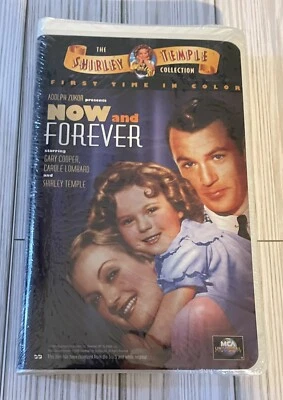 THE
SHIRLEY TEMPLE
COLLECTION
FIRST TIME IN COLOR
ADOLPH ZUKOR presents
NOW and
FOREVER
starring
GARY COOPER,
CAROLE LOMBARD
and
SHIRLEY TEMPLE
MCA